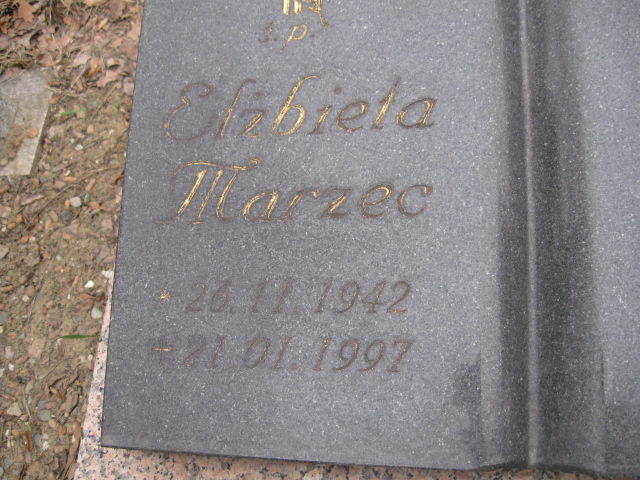 ś.p.
Elżbieta
Marzec
* 26.11.1942
+ 21.01.1997